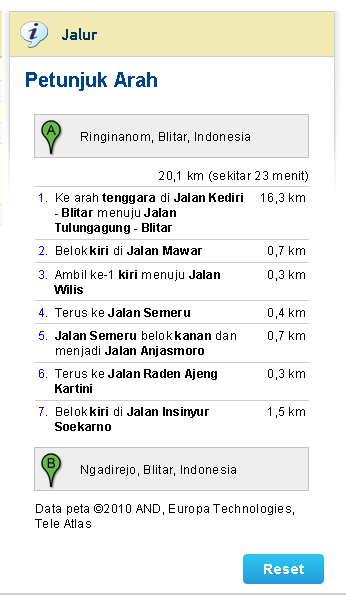 Jalur
Petunjuk Arah
A
Ringinanom, Blitar, Indonesia
20,1 km (sekitar 23 menit)
1. Ke arah tenggara di Jalan Kediri 16,3 km
- Blitar menuju Jalan
Tulungagung - Blitar
2. Belok kiri di Jalan Mawar 0,7 km
3. Ambil ke-1 kiri menuju Jalan 0,3 km
Wilis
4. Terus ke Jalan Semeru 0,4 km
5. Jalan Semeru belok kanan dan 0,7 km
menjadi Jalan Anjasmoro
6. Terus ke Jalan Raden Ajeng 0,3 km
Kartini
7. Belok kiri di Jalan Insinyur 1,5 km
Soekarno
B
Ngadirejo, Blitar, Indonesia
Data peta ©2010 AND, Europa Technologies,
Tele Atlas
Reset